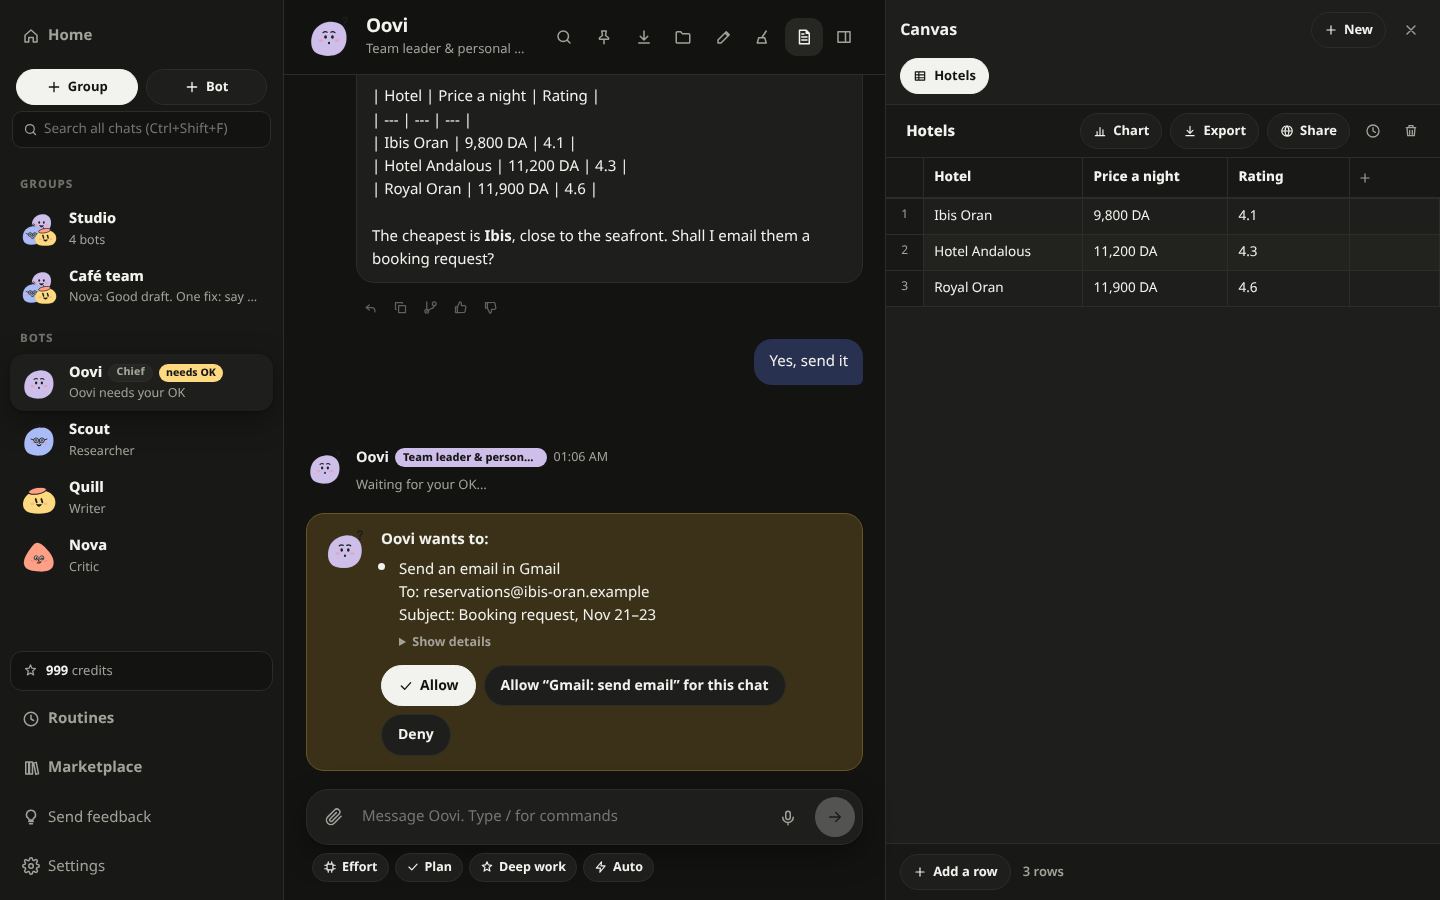 Home
Group
Bot
Search all chats (Ctrl+Shift+F)
GROUPS
Studio
4 bots
Café team
Nova: Good draft. One fix: say ...
BOTS
Oovi Chief needs OK
Oovi needs your OK
Scout
Researcher
Quill
Writer
Nova
Critic
999 credits
Routines
Marketplace
Send feedback
Settings
Oovi
Team leader & personal ...
| Hotel | Price a night | Rating |
| --- | --- | --- |
| Ibis Oran | 9,800 DA | 4.1 |
| Hotel Andalous | 11,200 DA | 4.3 |
| Royal Oran | 11,900 DA | 4.6 |
The cheapest is Ibis, close to the seafront. Shall I email them a
booking request?
Yes, send it
Oovi Team leader & person... 01:06 AM
Waiting for your OK...
Oovi wants to:
Send an email in Gmail
To: reservations@ibis-oran.example
Subject: Booking request, Nov 21–23
Show details
Allow
Allow “Gmail: send email” for this chat
Deny
Message Oovi. Type / for commands
Effort
Plan
Deep work
Auto
Canvas
New
Hotels
Hotels
Chart
Export
Share
Hotel Price a night Rating
1 Ibis Oran 9,800 DA 4.1
2 Hotel Andalous 11,200 DA 4.3
3 Royal Oran 11,900 DA 4.6
Add a row
3 rows